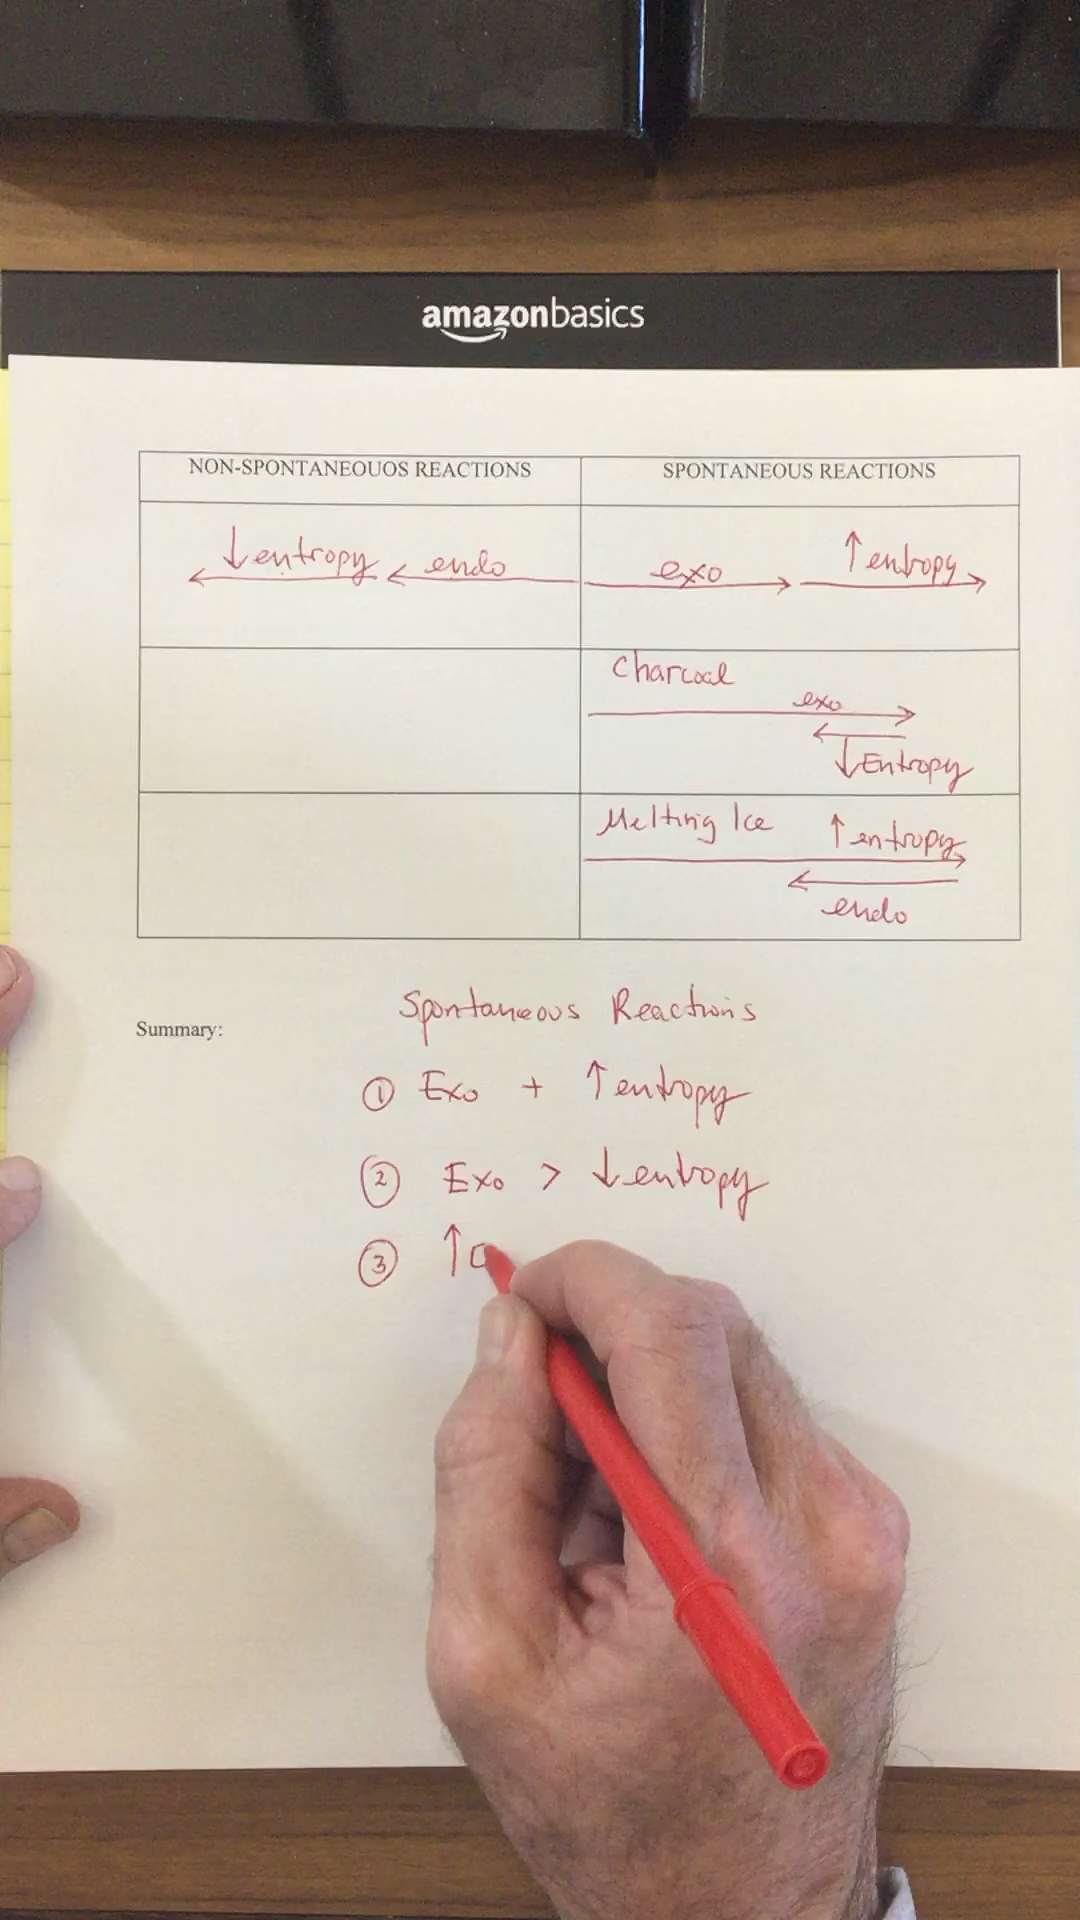 amazonbasics
NON-SPONTANEOUOS REACTIONS
SPONTANEOUS REACTIONS
↓entropy endo
exo ↑entropy
Charcoal
exo
↓Entropy
Melting Ice ↑entropy
endo
Spontaneous Reactions
Summary:
① Exo + ↑entropy
② Exo > ↓entropy
③ ↑